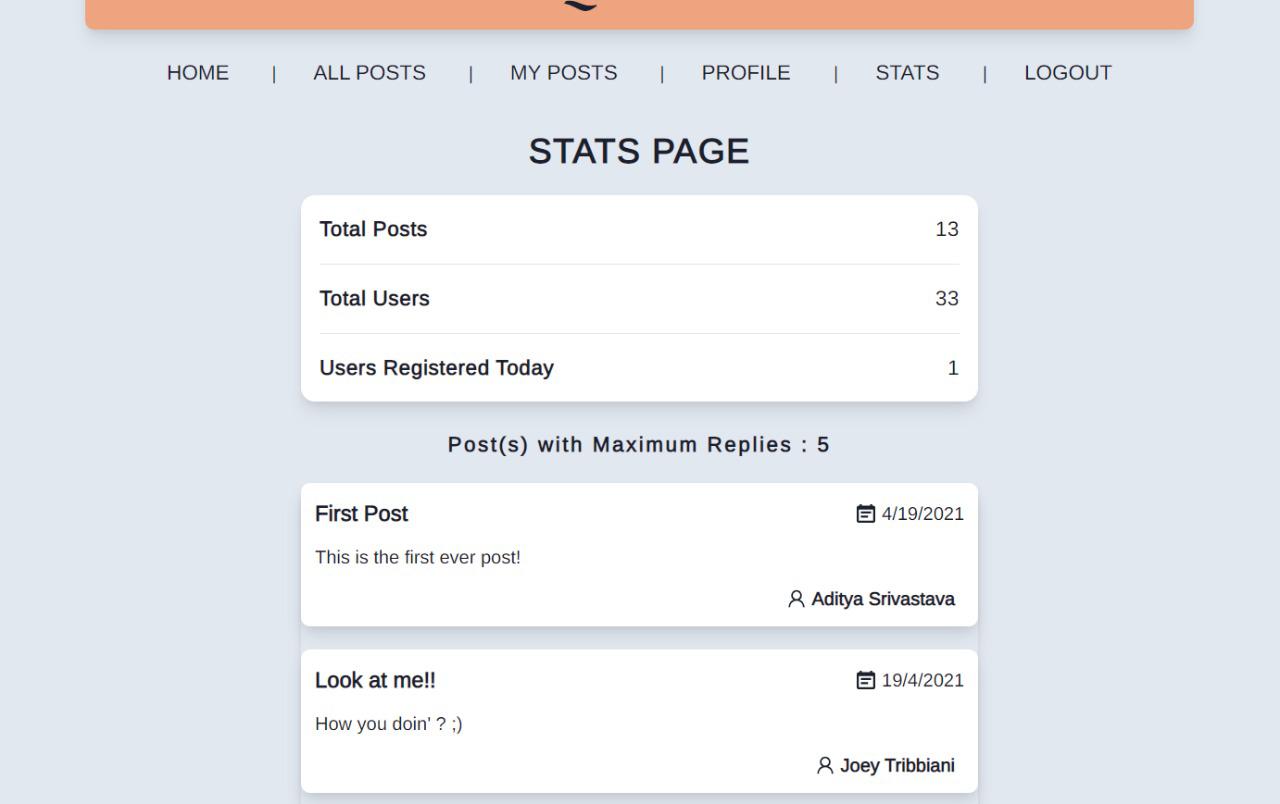 HOME | ALL POSTS | MY POSTS | PROFILE | STATS | LOGOUT
STATS PAGE
Total Posts 13
Total Users 33
Users Registered Today 1
Post(s) with Maximum Replies : 5
First Post 4/19/2021
This is the first ever post!
Aditya Srivastava
Look at me!! 19/4/2021
How you doin' ? ;)
Joey Tribbiani